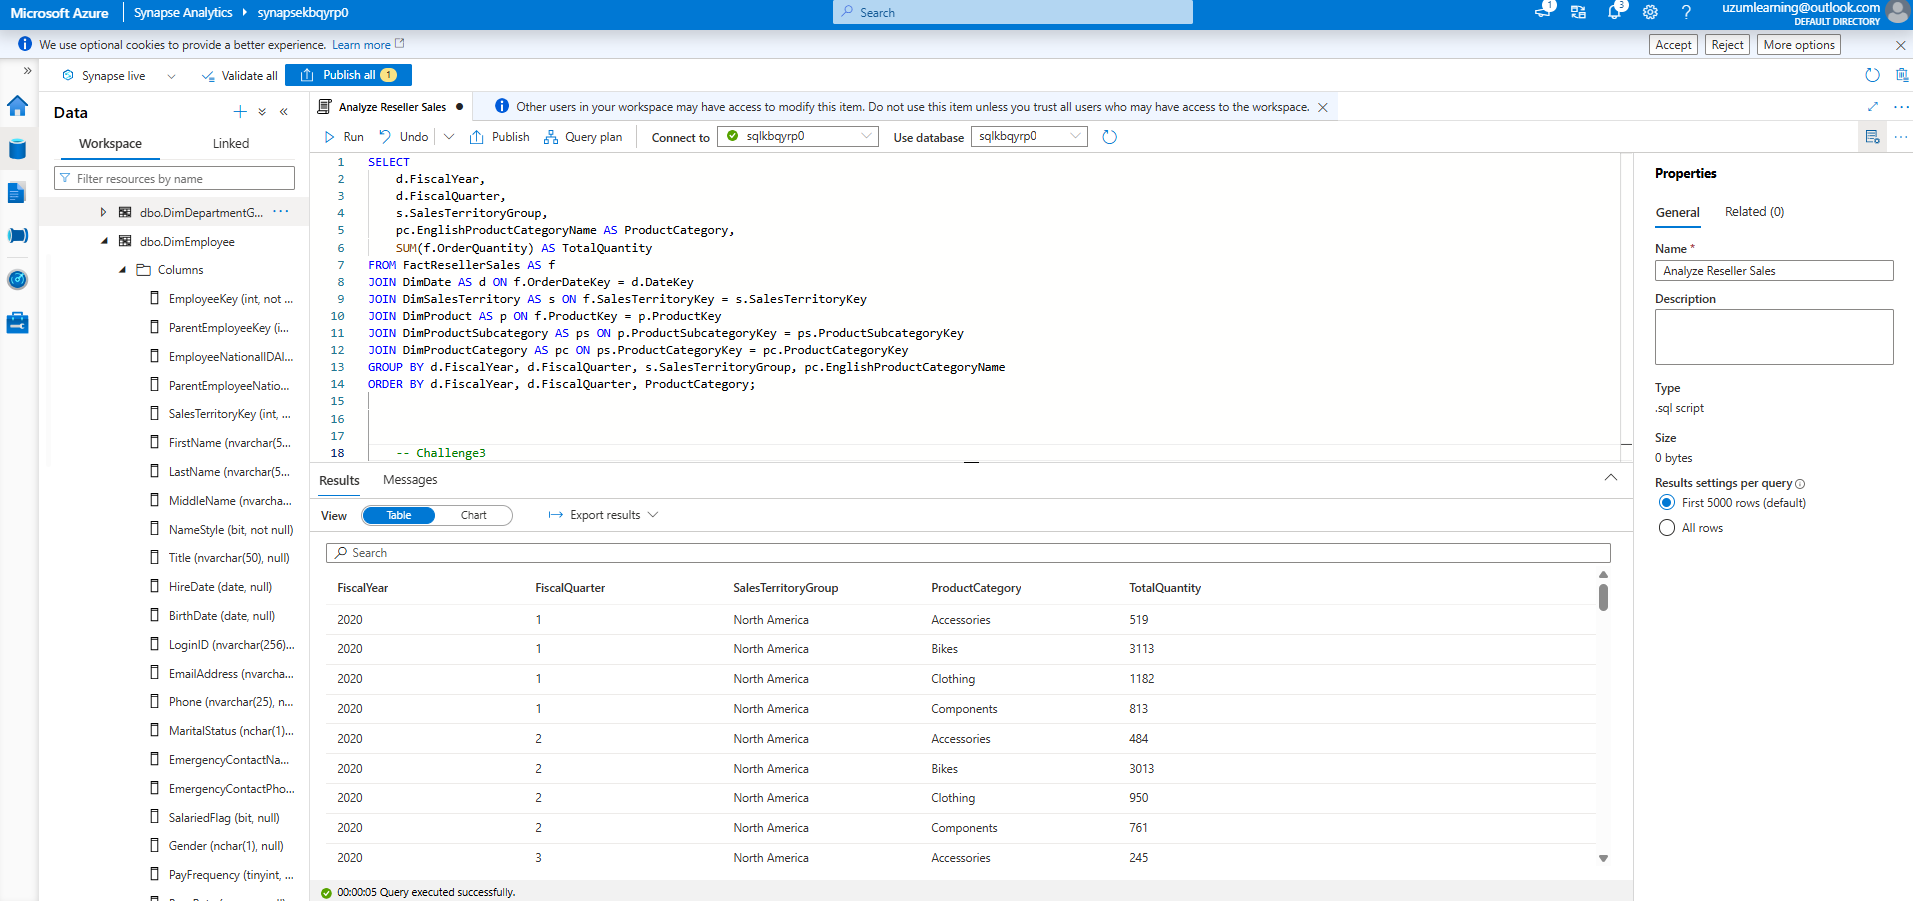 Microsoft Azure | Synapse Analytics ▸ synapsekbqyrp0
Search
1
3
uzumlearning@outlook.com
DEFAULT DIRECTORY
We use optional cookies to provide a better experience. Learn more
Accept
Reject
More options
Synapse live
Validate all
Publish all 1
Data
Workspace
Linked
Filter resources by name
dbo.DimDepartmentG...
dbo.DimEmployee
Columns
EmployeeKey (int, not ...
ParentEmployeeKey (i...
EmployeeNationalIDAl...
ParentEmployeeNatio...
SalesTerritoryKey (int, ...
FirstName (nvarchar(5...
LastName (nvarchar(5...
MiddleName (nvarcha...
NameStyle (bit, not null)
Title (nvarchar(50), null)
HireDate (date, null)
BirthDate (date, null)
LoginID (nvarchar(256)...
EmailAddress (nvarcha...
Phone (nvarchar(25), n...
MaritalStatus (nchar(1)...
EmergencyContactNa...
EmergencyContactPho...
SalariedFlag (bit, null)
Gender (nchar(1), null)
PayFrequency (tinyint, ...
Analyze Reseller Sales
Other users in your workspace may have access to modify this item. Do not use this item unless you trust all users who may have access to the workspace.
Run
Undo
Publish
Query plan
Connect to
sqlkbqyrp0
Use database
sqlkbqyrp0
1 SELECT
2 d.FiscalYear,
3 d.FiscalQuarter,
4 s.SalesTerritoryGroup,
5 pc.EnglishProductCategoryName AS ProductCategory,
6 SUM(f.OrderQuantity) AS TotalQuantity
7 FROM FactResellerSales AS f
8 JOIN DimDate AS d ON f.OrderDateKey = d.DateKey
9 JOIN DimSalesTerritory AS s ON f.SalesTerritoryKey = s.SalesTerritoryKey
10 JOIN DimProduct AS p ON f.ProductKey = p.ProductKey
11 JOIN DimProductSubcategory AS ps ON p.ProductSubcategoryKey = ps.ProductSubcategoryKey
12 JOIN DimProductCategory AS pc ON ps.ProductCategoryKey = pc.ProductCategoryKey
13 GROUP BY d.FiscalYear, d.FiscalQuarter, s.SalesTerritoryGroup, pc.EnglishProductCategoryName
14 ORDER BY d.FiscalYear, d.FiscalQuarter, ProductCategory;
15
16
17
18 -- Challenge3
Results
Messages
View
Table
Chart
Export results
Search
FiscalYear FiscalQuarter SalesTerritoryGroup ProductCategory TotalQuantity
2020 1 North America Accessories 519
2020 1 North America Bikes 3113
2020 1 North America Clothing 1182
2020 1 North America Components 813
2020 2 North America Accessories 484
2020 2 North America Bikes 3013
2020 2 North America Clothing 950
2020 2 North America Components 761
2020 3 North America Accessories 245
00:00:05 Query executed successfully.
Properties
General
Related (0)
Name *
Analyze Reseller Sales
Description
Type
.sql script
Size
0 bytes
Results settings per query
First 5000 rows (default)
All rows